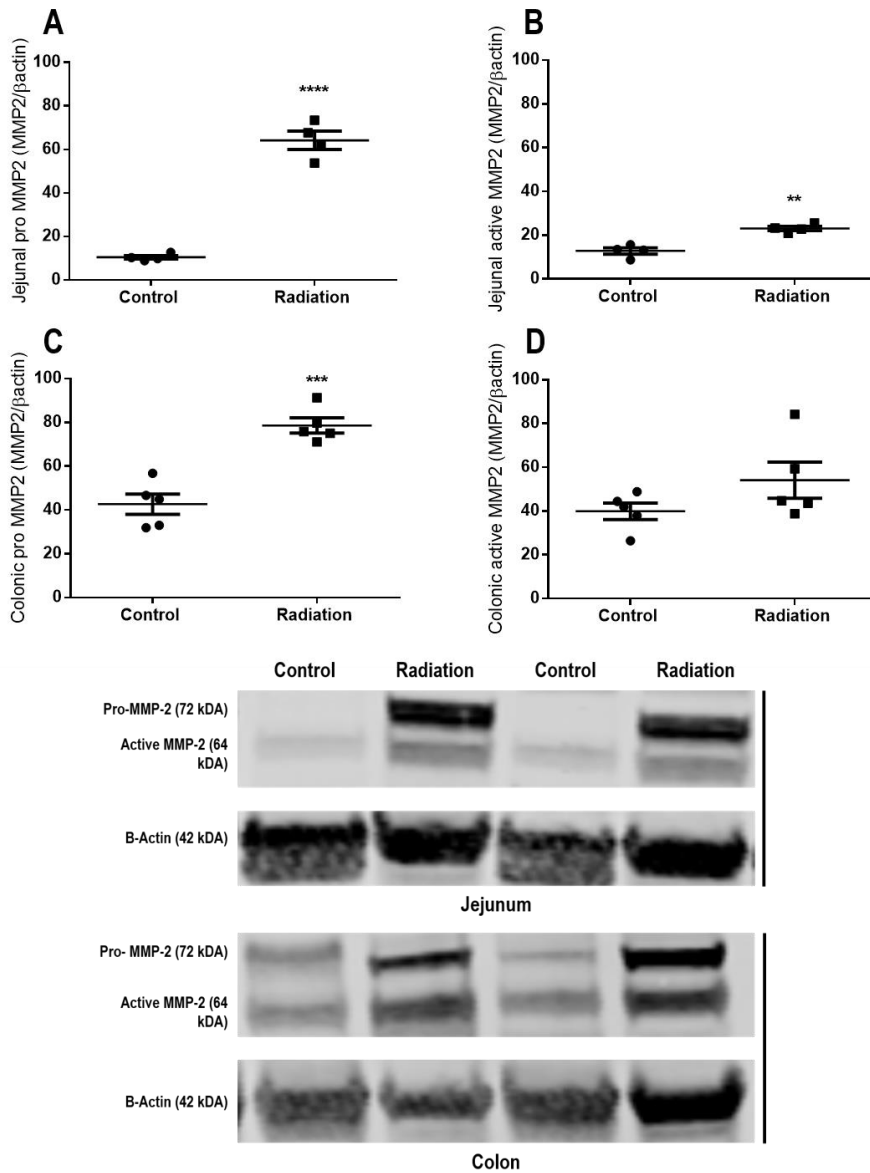 A
Jejunal pro MMP2 (MMP2/βactin)
100
80
60
40
20
0
****
Control
Radiation
B
Jejunal active MMP2 (MMP2/βactin)
100
80
60
40
20
0
**
Control
Radiation
C
Colonic pro MMP2 (MMP2/βactin)
100
80
60
40
20
0
***
Control
Radiation
D
Colonic active MMP2 (MMP2/βactin)
100
80
60
40
20
0
Control
Radiation
Control Radiation Control Radiation
Pro-MMP-2 (72 kDA)
Active MMP-2 (64
kDA)
B-Actin (42 kDA)
Jejunum
Pro- MMP-2 (72 kDA)
Active MMP-2 (64
kDA)
B-Actin (42 kDA)
Colon